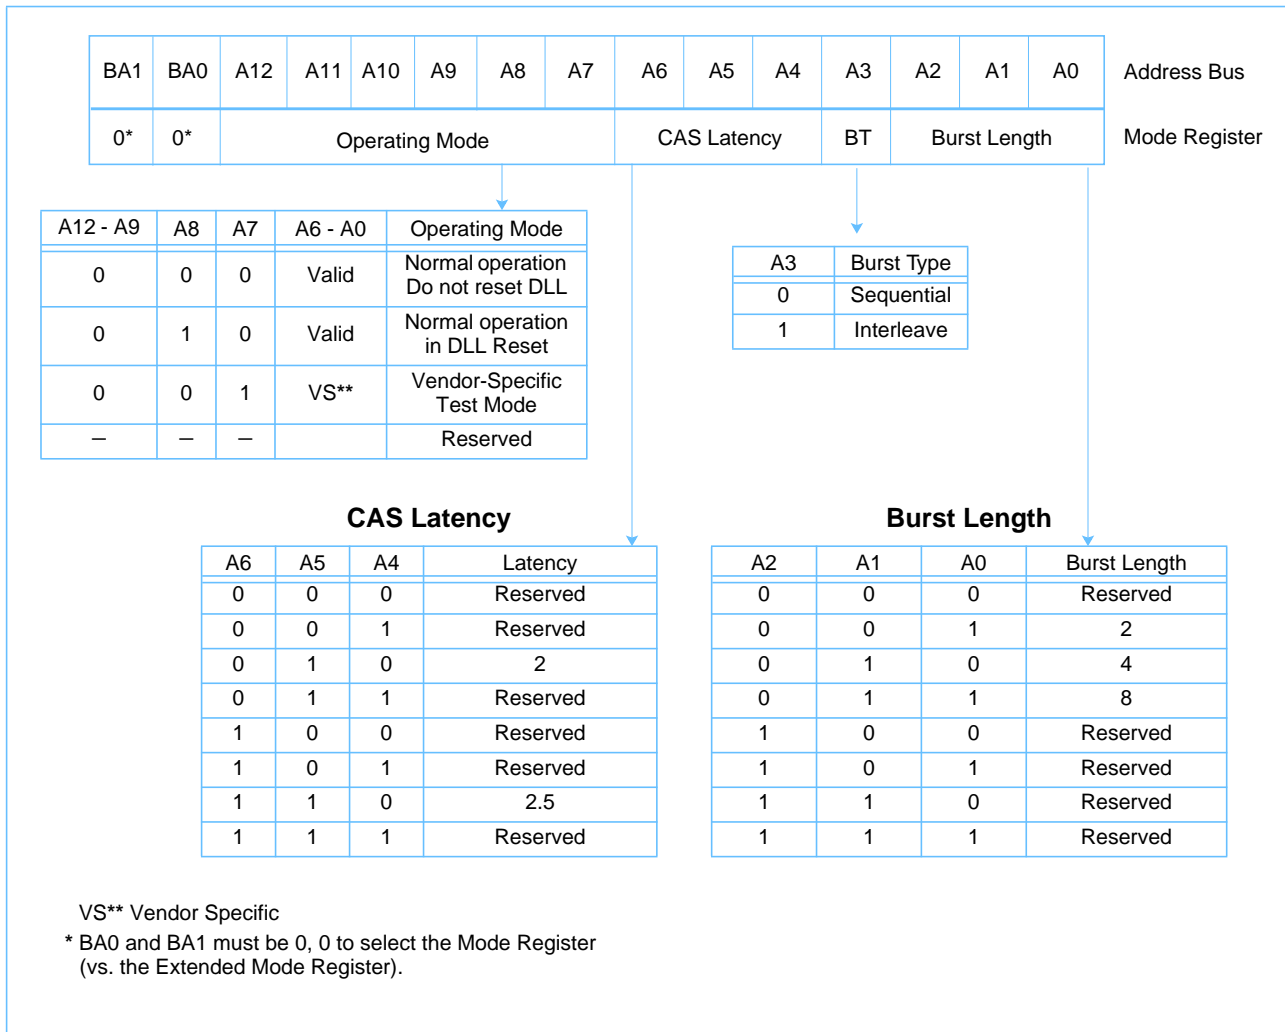 BA1 BA0 A12 A11 A10 A9 A8 A7 A6 A5 A4 A3 A2 A1 A0 Address Bus
0* 0* Operating Mode CAS Latency BT Burst Length Mode Register
A12 - A9 A8 A7 A6 - A0 Operating Mode
0 0 0 Valid Normal operation
Do not reset DLL
0 1 0 Valid Normal operation
in DLL Reset
0 0 1 VS** Vendor-Specific
Test Mode
– – – Reserved
A3 Burst Type
0 Sequential
1 Interleave
CAS Latency
A6 A5 A4 Latency
0 0 0 Reserved
0 0 1 Reserved
0 1 0 2
0 1 1 Reserved
1 0 0 Reserved
1 0 1 Reserved
1 1 0 2.5
1 1 1 Reserved
Burst Length
A2 A1 A0 Burst Length
0 0 0 Reserved
0 0 1 2
0 1 0 4
0 1 1 8
1 0 0 Reserved
1 0 1 Reserved
1 1 0 Reserved
1 1 1 Reserved
VS** Vendor Specific
* BA0 and BA1 must be 0, 0 to select the Mode Register
(vs. the Extended Mode Register).